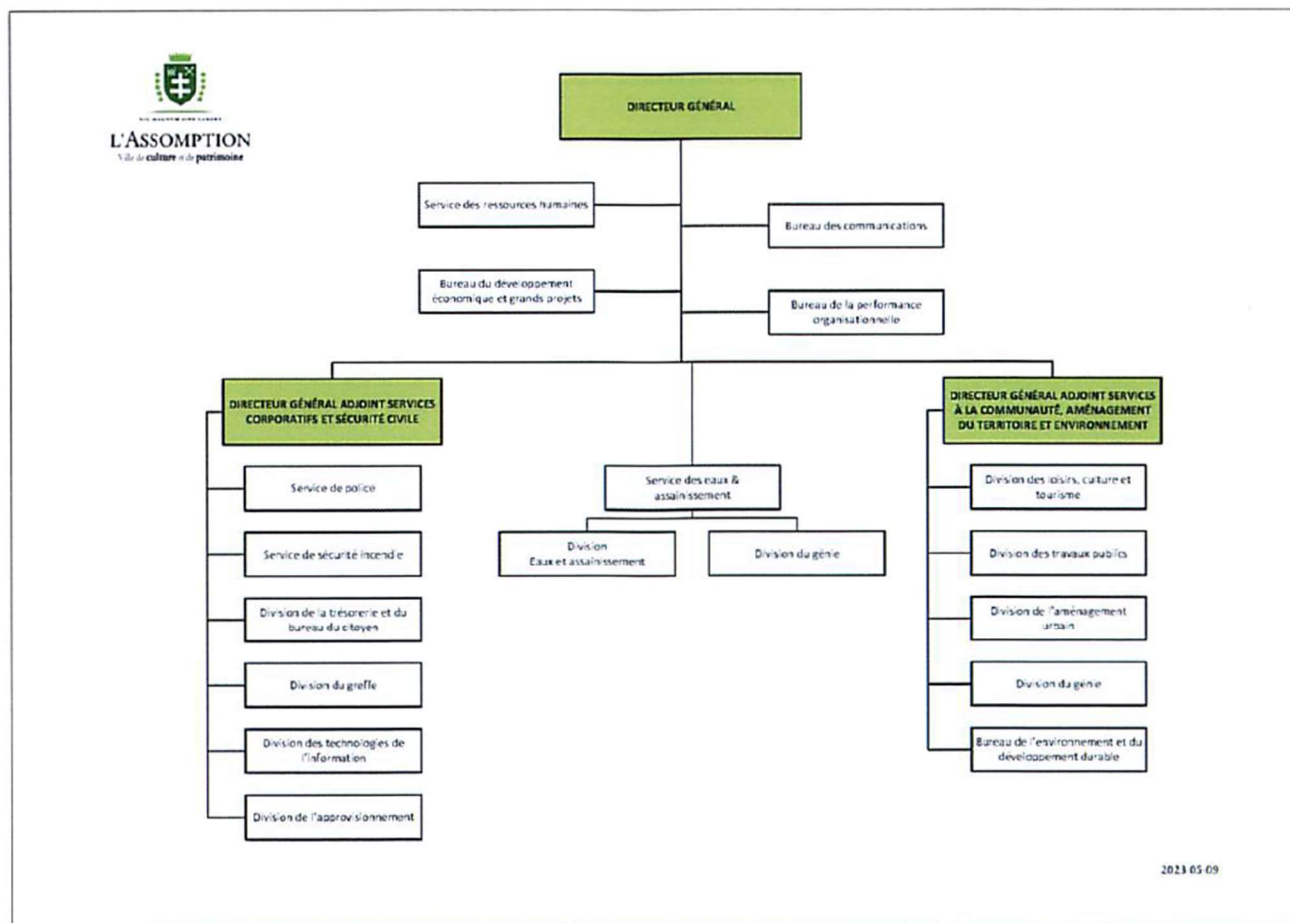 L'ASSOMPTION
Ville de culture et de patrimoine
DIRECTEUR GÉNÉRAL
Service des ressources humaines
Bureau des communications
Bureau du développement
économique et grands projets
Bureau de la performance
organisationnelle
DIRECTEUR GÉNÉRAL ADJOINT SERVICES
CORPORATIFS ET SÉCURITÉ CIVILE
Service de police
Service de sécurité incendie
Division de la trésorerie et du
bureau du citoyen
Division du greffe
Division des technologies de
l'information
Division de l'approvisionnement
Service des eaux &
assainissement
Division
Eaux et assainissement
Division du génie
DIRECTEUR GÉNÉRAL ADJOINT SERVICES
À LA COMMUNAUTÉ, AMÉNAGEMENT
DU TERRITOIRE ET ENVIRONNEMENT
Division des loisirs, culture et
tourisme
Division des travaux publics
Division de l'aménagement
urbain
Division du génie
Bureau de l'environnement et du
développement durable
2023-05-09